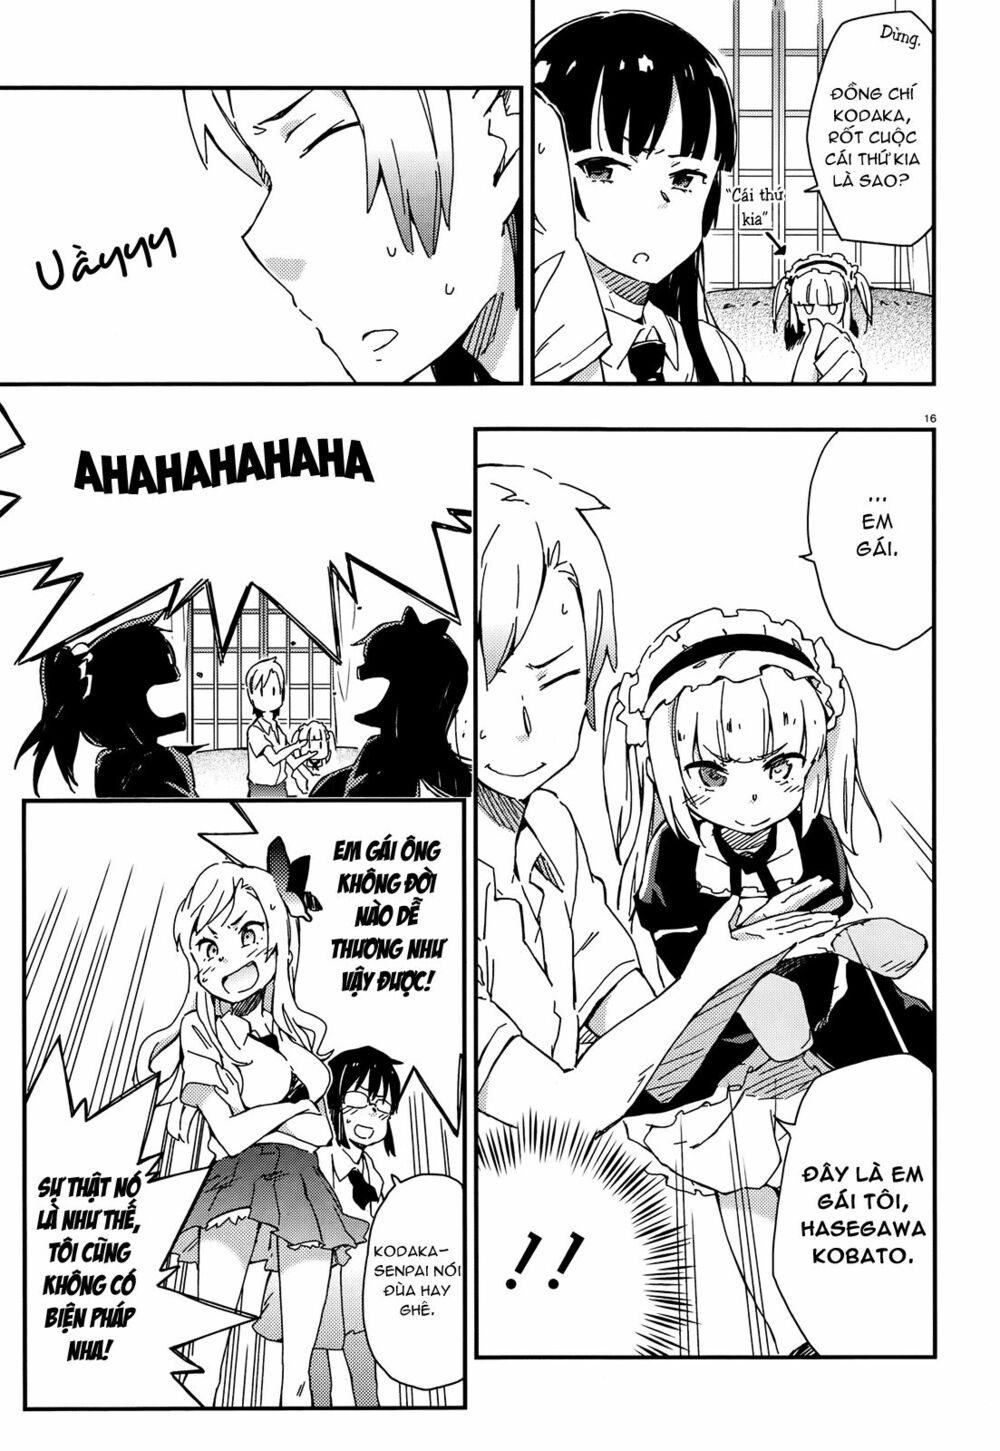 Dừng.
ĐỒNG CHÍ
KODAKA,
RỐT CUỘC
CÁI THỨ KIA
LÀ SAO?
"Cái thứ
kia"
Uầyyy
16
...
EM
GÁI.
ĐÂY LÀ EM
GÁI TÔI,
HASEGAWA
KOBATO.
!!
AHAHAHAHAHA
EM GÁI ÔNG
KHÔNG ĐỜI
NÀO DỄ
THƯƠNG NHƯ
VẬY ĐƯỢC!
SỰ THẬT NÓ
LÀ NHƯ THẾ,
TÔI CŨNG
KHÔNG CÓ
BIỆN PHÁP
NHA!
KODAKA-
SENPAI NÓI
ĐÙA HAY
GHÊ.